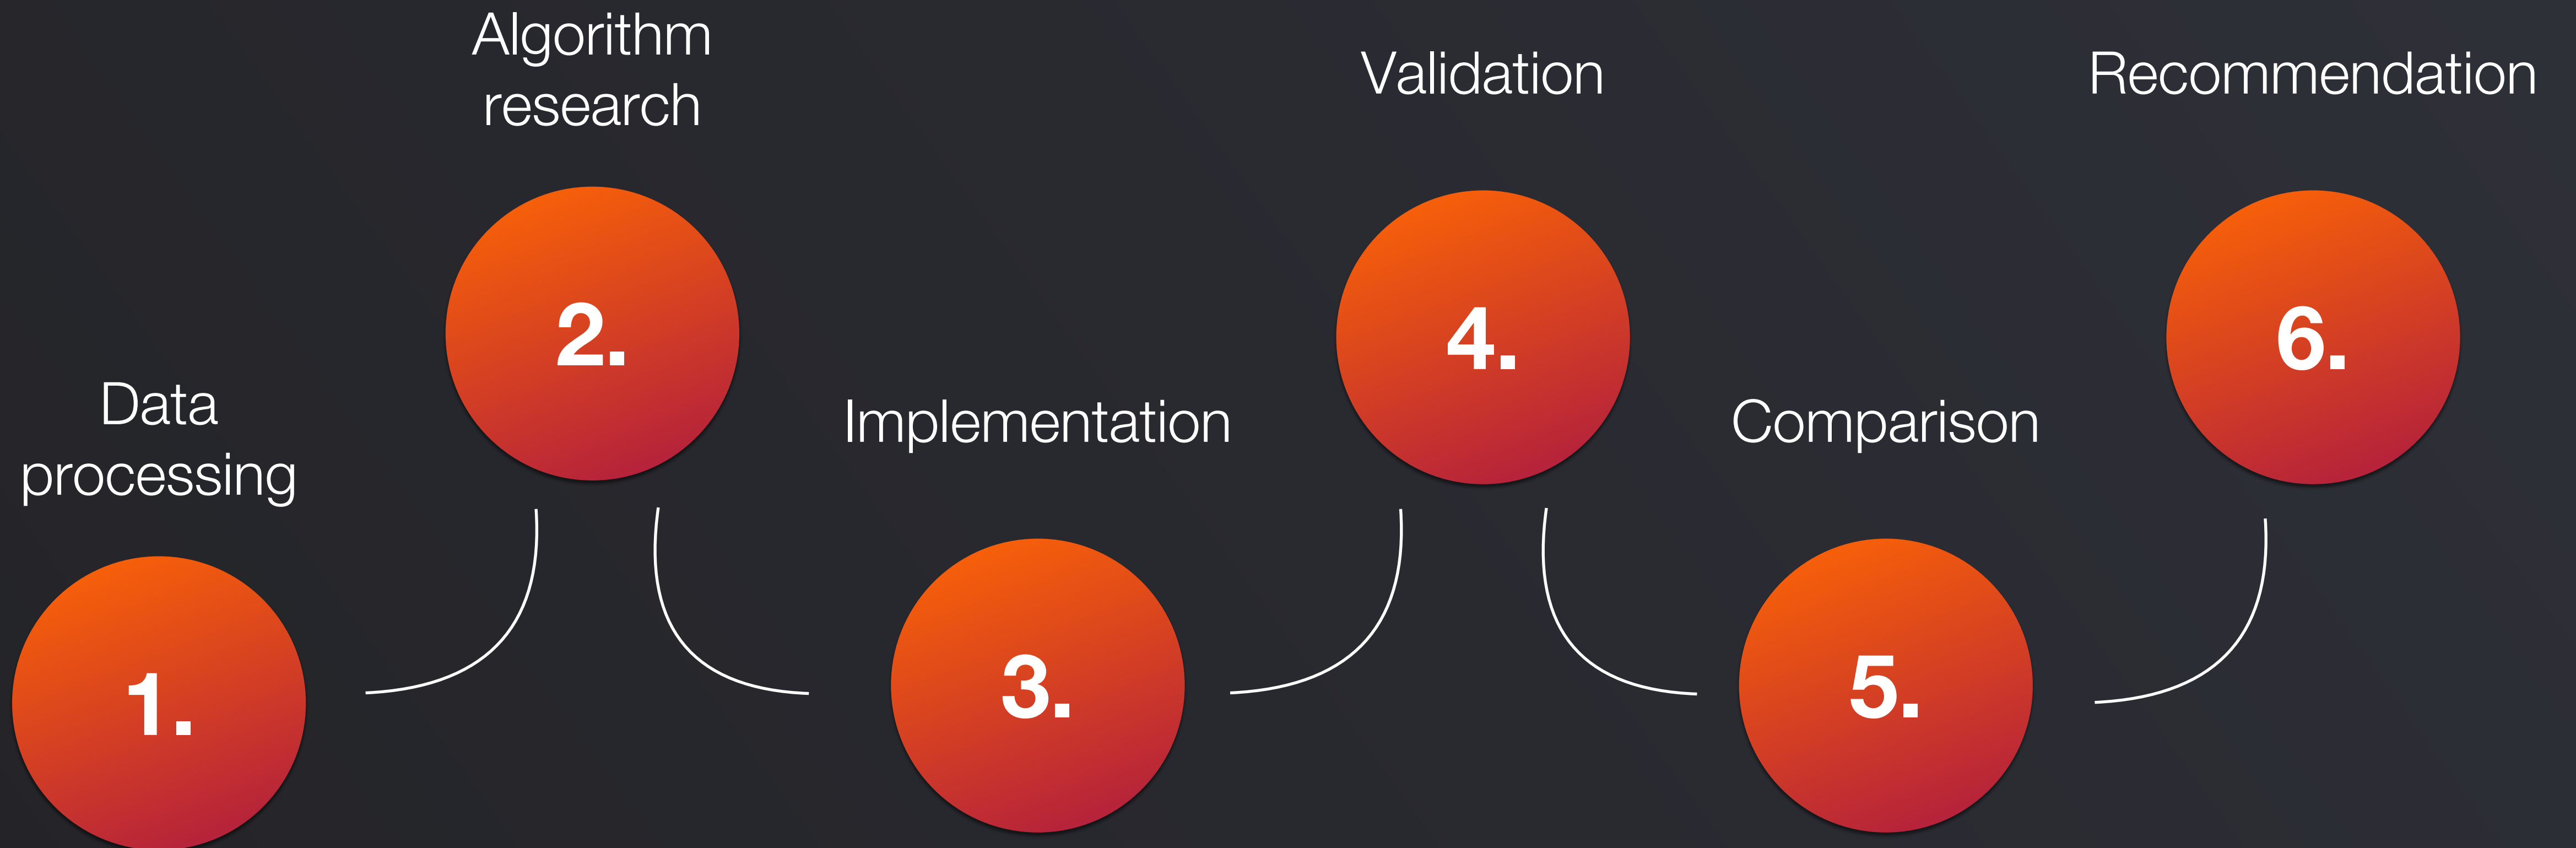 Data
processing
1.
Algorithm
research
2.
Implementation
3.
Validation
4.
Comparison
5.
Recommendation
6.